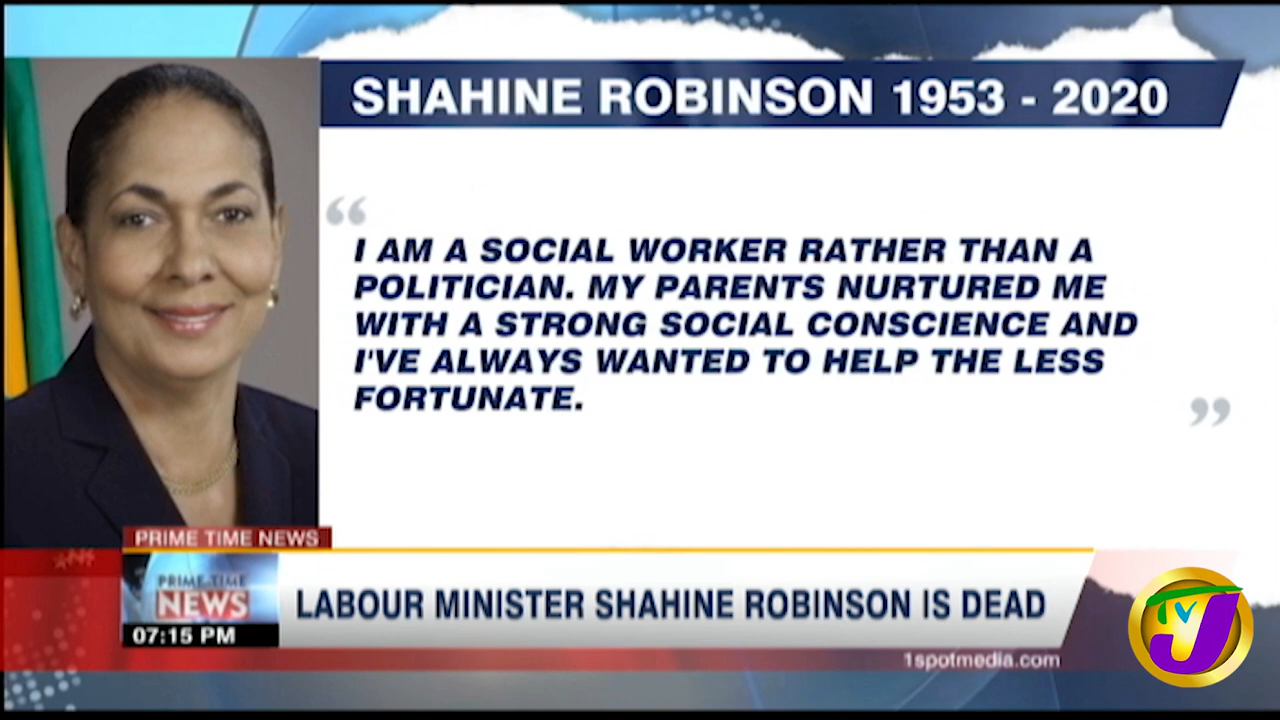 SHAHINE ROBINSON 1953 - 2020
“
I AM A SOCIAL WORKER RATHER THAN A
POLITICIAN. MY PARENTS NURTURED ME
WITH A STRONG SOCIAL CONSCIENCE AND
I'VE ALWAYS WANTED TO HELP THE LESS
FORTUNATE.
”
PRIME TIME NEWS
PRIME TIME
NEWS
07:15 PM
LABOUR MINISTER SHAHINE ROBINSON IS DEAD
1spotmedia.com
TVJ